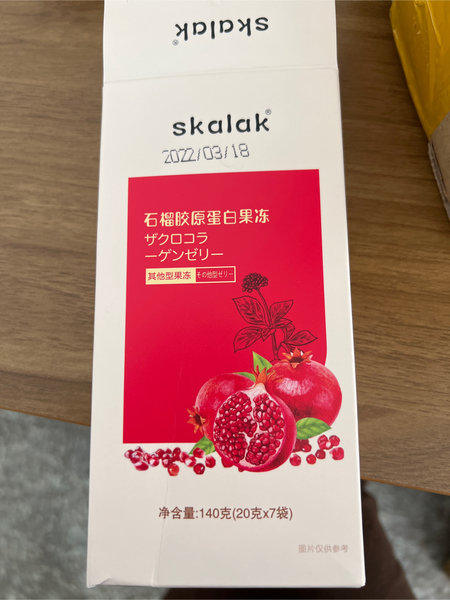 skalak®
skalak®
2022/03/18
石榴胶原蛋白果冻
ザクロコラ
ーゲンゼリー
其他型果冻 その他型ゼリー
净含量:140克(20克x7袋)
图片仅供参考